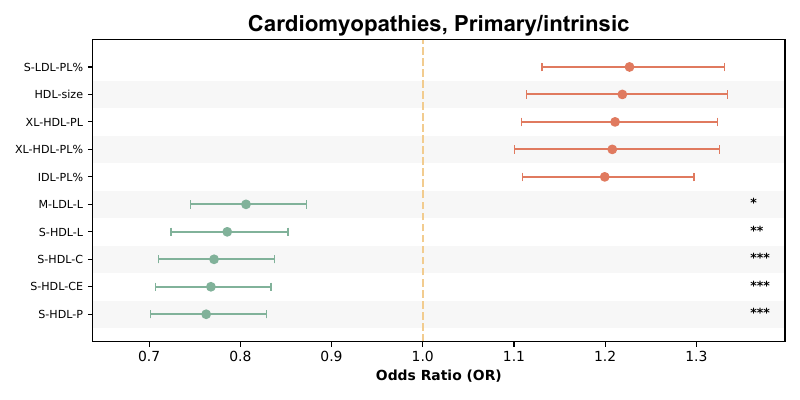 Cardiomyopathies, Primary/intrinsic
S-LDL-PL%
HDL-size
XL-HDL-PL
XL-HDL-PL%
IDL-PL%
M-LDL-L *
S-HDL-L **
S-HDL-C ***
S-HDL-CE ***
S-HDL-P ***
0.7 0.8 0.9 1.0 1.1 1.2 1.3
Odds Ratio (OR)